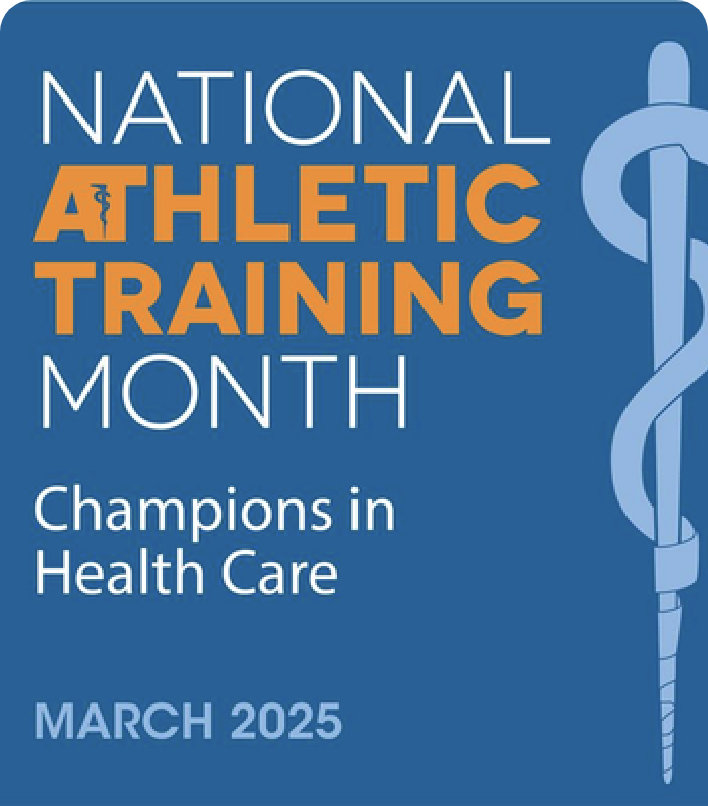 NATIONAL
ATHLETIC
TRAINING
MONTH
Champions in
Health Care
MARCH 2025